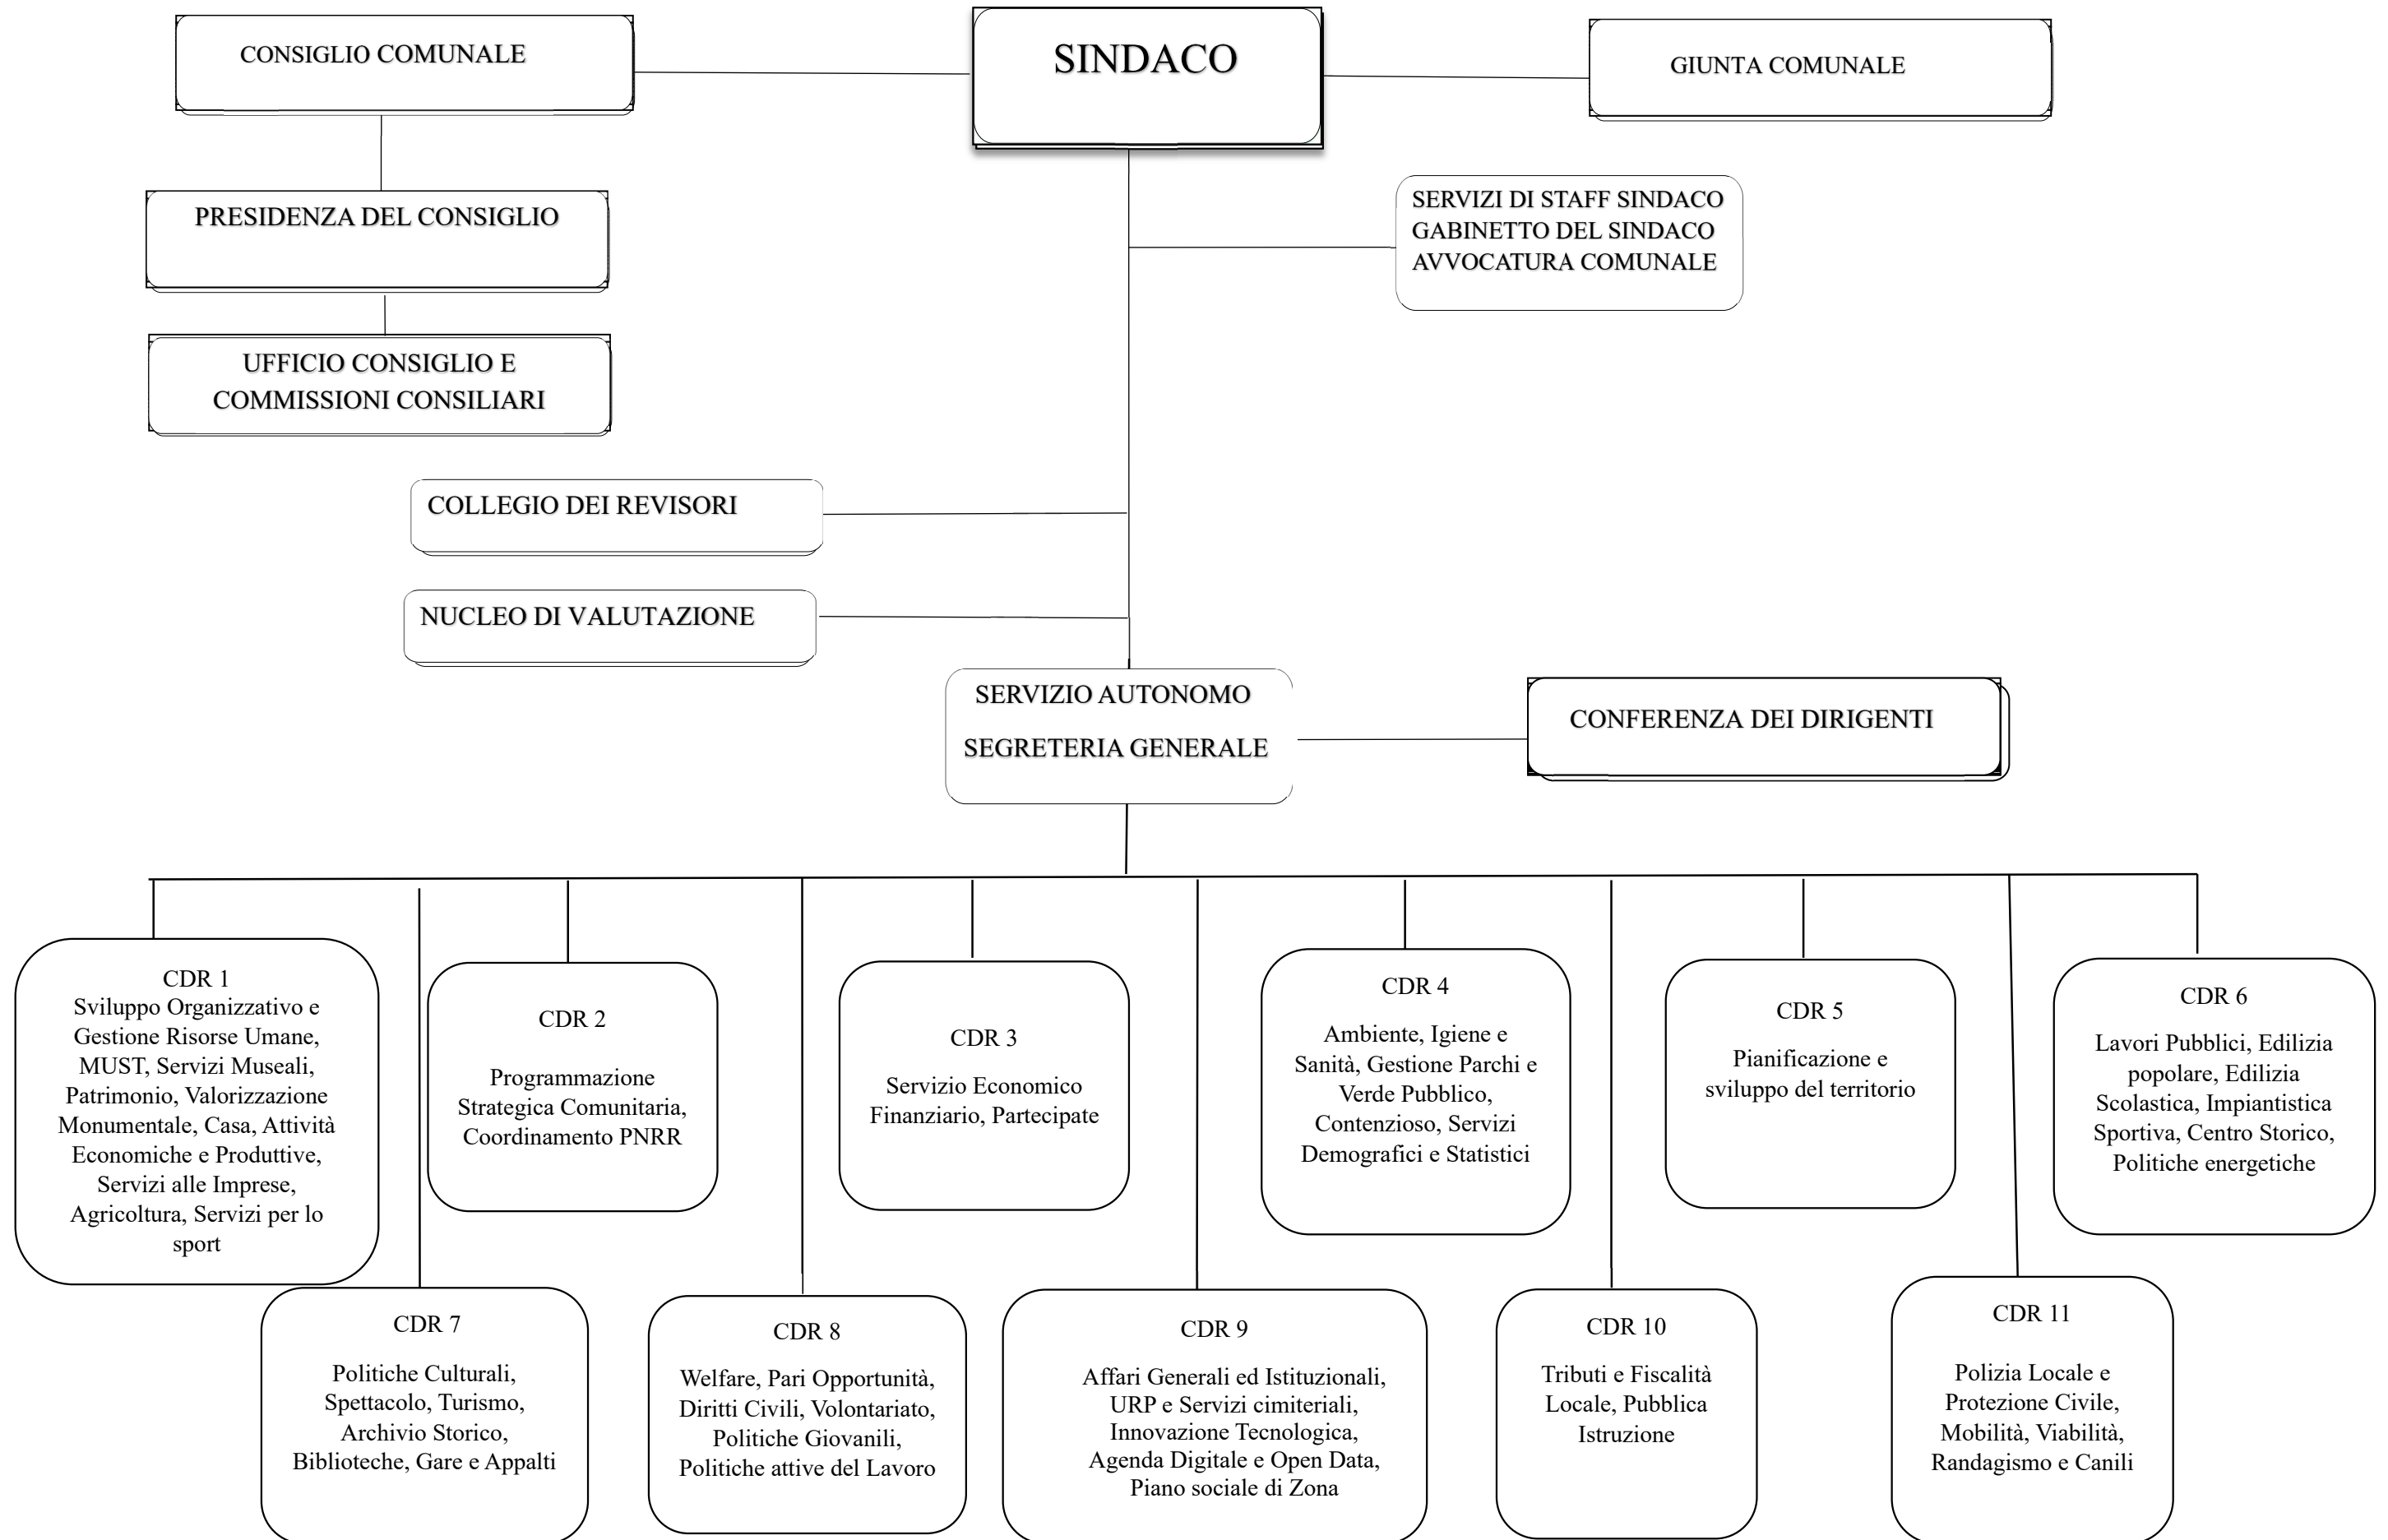 CONSIGLIO COMUNALE
SINDACO
GIUNTA COMUNALE
PRESIDENZA DEL CONSIGLIO
SERVIZI DI STAFF SINDACO
GABINETTO DEL SINDACO
AVVOCATURA COMUNALE
UFFICIO CONSIGLIO E
COMMISSIONI CONSILIARI
COLLEGIO DEI REVISORI
NUCLEO DI VALUTAZIONE
SERVIZIO AUTONOMO
SEGRETERIA GENERALE
CONFERENZA DEI DIRIGENTI
CDR 1
Sviluppo Organizzativo e
Gestione Risorse Umane,
MUST, Servizi Museali,
Patrimonio, Valorizzazione
Monumentale, Casa, Attività
Economiche e Produttive,
Servizi alle Imprese,
Agricoltura, Servizi per lo
sport
CDR 2
Programmazione
Strategica Comunitaria,
Coordinamento PNRR
CDR 3
Servizio Economico
Finanziario, Partecipate
CDR 4
Ambiente, Igiene e
Sanità, Gestione Parchi e
Verde Pubblico,
Contenzioso, Servizi
Demografici e Statistici
CDR 5
Pianificazione e
sviluppo del territorio
CDR 6
Lavori Pubblici, Edilizia
popolare, Edilizia
Scolastica, Impiantistica
Sportiva, Centro Storico,
Politiche energetiche
CDR 7
Politiche Culturali,
Spettacolo, Turismo,
Archivio Storico,
Biblioteche, Gare e Appalti
CDR 8
Welfare, Pari Opportunità,
Diritti Civili, Volontariato,
Politiche Giovanili,
Politiche attive del Lavoro
CDR 9
Affari Generali ed Istituzionali,
URP e Servizi cimiteriali,
Innovazione Tecnologica,
Agenda Digitale e Open Data,
Piano sociale di Zona
CDR 10
Tributi e Fiscalità
Locale, Pubblica
Istruzione
CDR 11
Polizia Locale e
Protezione Civile,
Mobilità, Viabilità,
Randagismo e Canili